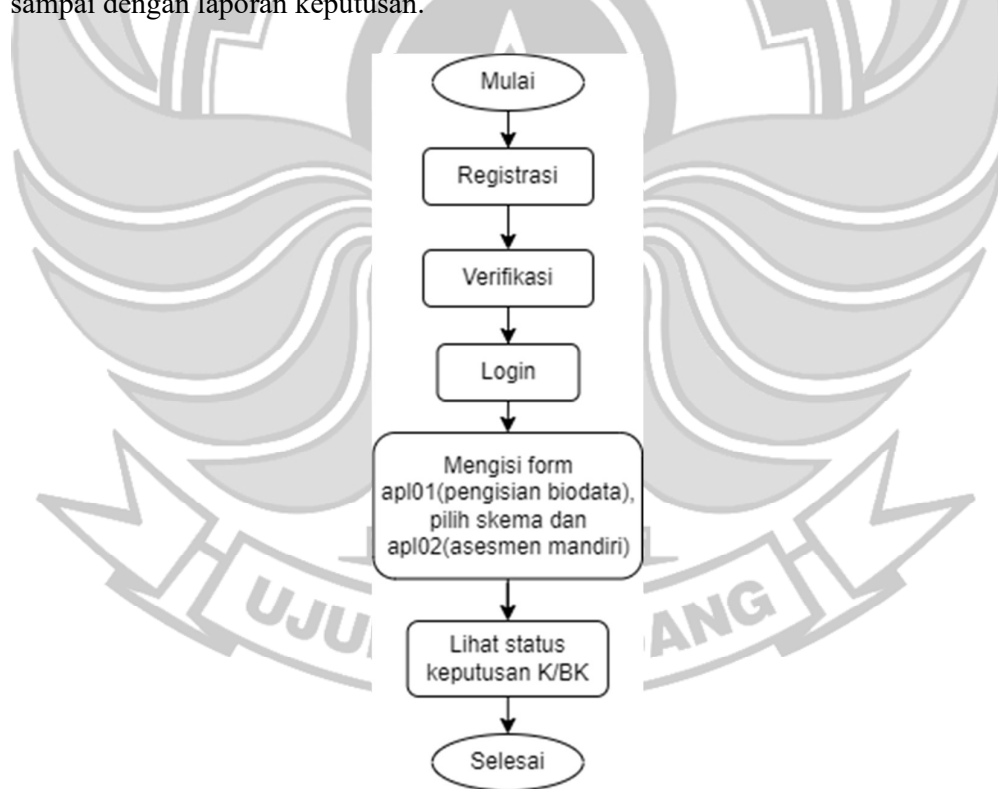 sampai dengan laporan keputusan.
Mulai
Registrasi
Verifikasi
Login
Mengisi form
apl01(pengisian biodata),
pilih skema dan
apl02(asesmen mandiri)
Lihat status
keputusan K/BK
Selesai